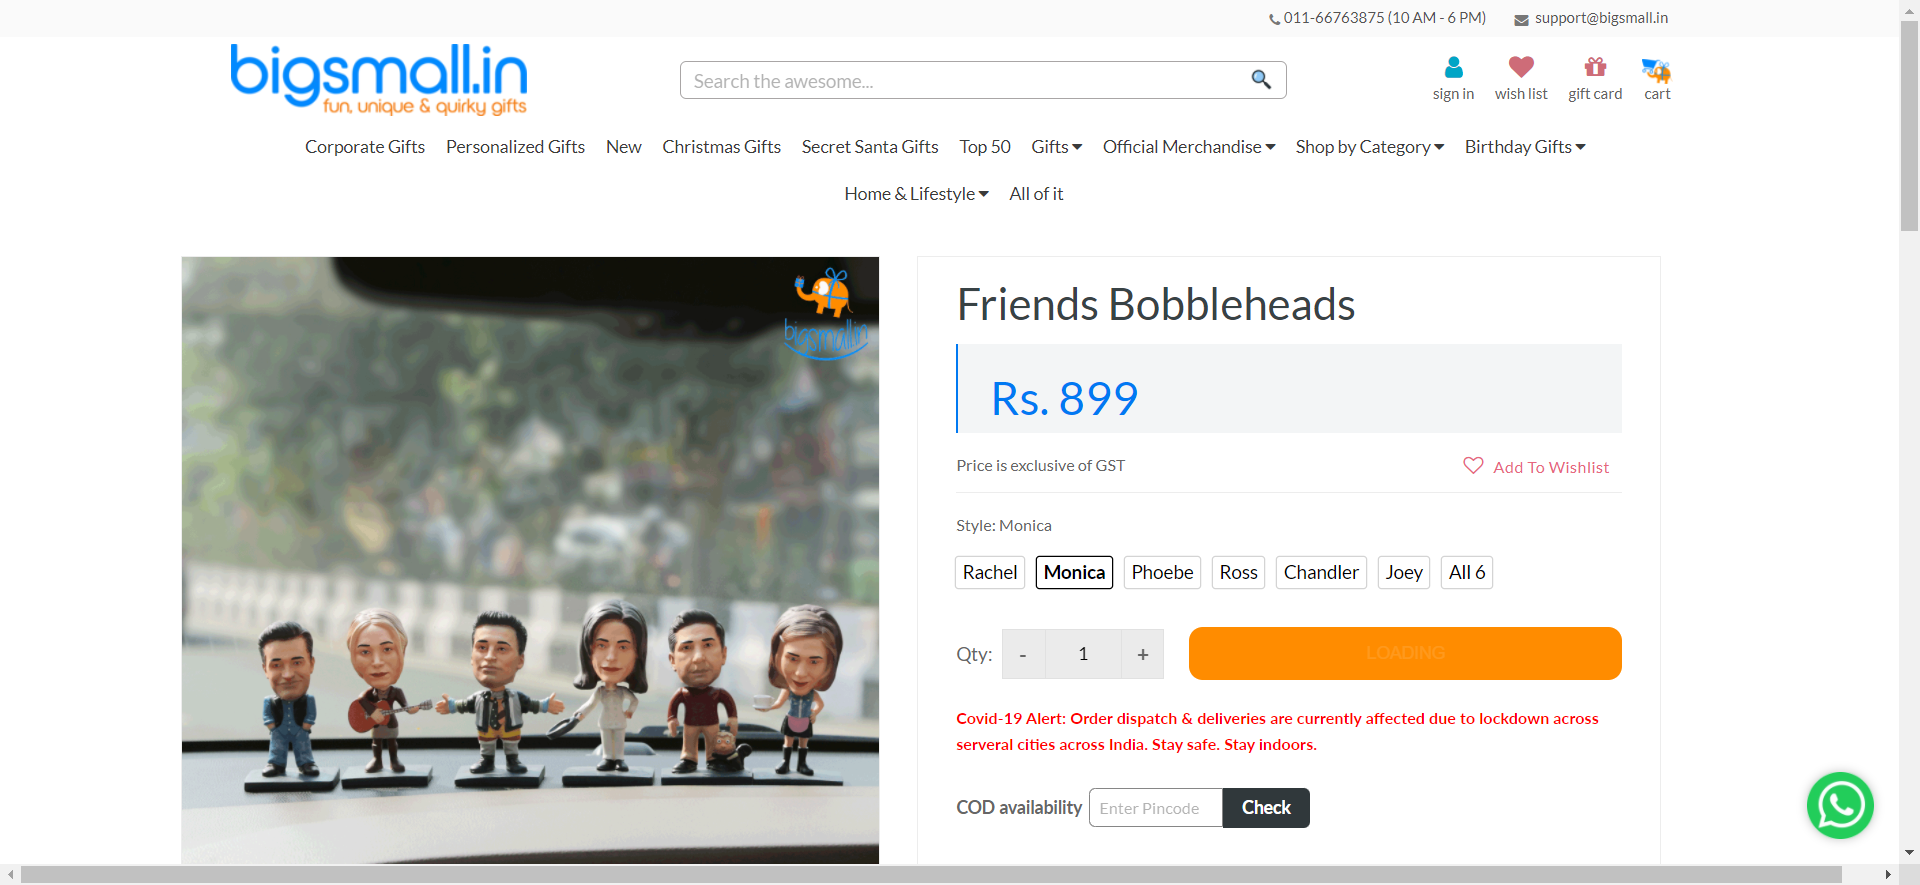 011-66763875 (10 AM - 6 PM) support@bigsmall.in
bigsmall.in
fun, unique & quirky gifts
Search the awesome...
sign in wish list gift card cart
Corporate Gifts Personalized Gifts New Christmas Gifts Secret Santa Gifts Top 50 Gifts Official Merchandise Shop by Category Birthday Gifts
Home & Lifestyle All of it
bigsmall.in
Friends Bobbleheads
Rs. 899
Price is exclusive of GST Add To Wishlist
Style: Monica
Rachel Monica Phoebe Ross Chandler Joey All 6
Qty: - 1 + LOADING
Covid-19 Alert: Order dispatch & deliveries are currently affected due to lockdown across
serveral cities across India. Stay safe. Stay indoors.
COD availability Enter Pincode Check